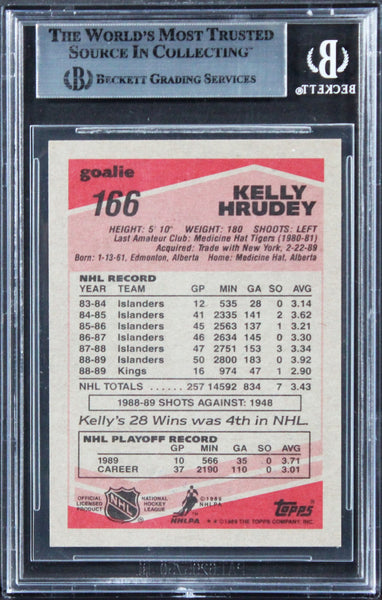 THE WORLD'S MOST TRUSTED
SOURCE IN COLLECTING™
BECKETT GRADING SERVICES
B
BECKETT
goalie
166
KELLY
HRUDEY
HEIGHT: 5' 10" WEIGHT: 180 SHOOTS: LEFT
Last Amateur Club: Medicine Hat Tigers (1980-81)
Acquired: Trade with New York, 2-22-89
Born: 1-13-61, Edmonton, Alberta Home: Medicine Hat, Alberta
NHL RECORD
YEAR TEAM GP MIN GA SO AVG
83-84 Islanders 12 535 28 0 3.14
84-85 Islanders 41 2335 141 2 3.62
85-86 Islanders 45 2563 137 1 3.21
86-87 Islanders 46 2634 145 0 3.30
87-88 Islanders 47 2751 153 3 3.34
88-89 Islanders 50 2800 183 0 3.92
88-89 Kings 16 974 47 1 2.90
NHL TOTALS ...... 257 14592 834 7 3.43
1988-89 SHOTS AGAINST: 1948
Kelly's 28 Wins was 4th in NHL.
NHL PLAYOFF RECORD
GP MIN GA SO AVG
1989 10 566 35 0 3.71
CAREER 37 2190 110 0 3.01
OFFICIAL LICENSED PRODUCT
NHL
NATIONAL HOCKEY LEAGUE
©1989
NHLPA
topps
* * ©1989 THE TOPPS COMPANY, INC.